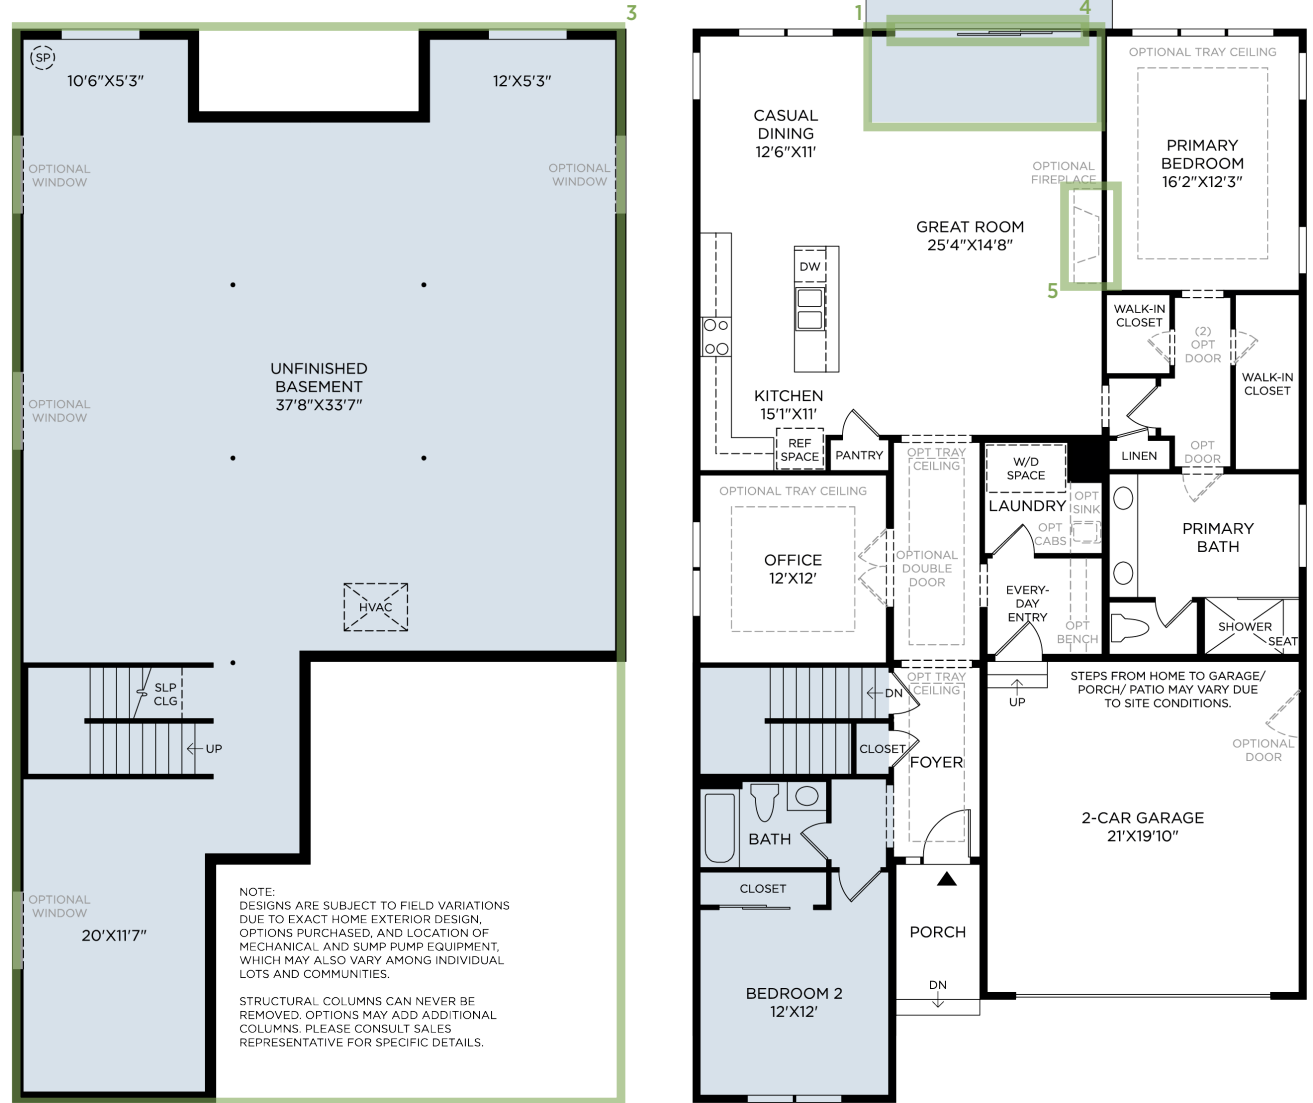 3
SP
10'6"X5'3"
12'X5'3"
OPTIONAL
WINDOW
OPTIONAL
WINDOW
UNFINISHED
BASEMENT
37'8"X33'7"
OPTIONAL
WINDOW
HVAC
SLP
CLG
UP
OPTIONAL
WINDOW
20'X11'7"
NOTE:
DESIGNS ARE SUBJECT TO FIELD VARIATIONS
DUE TO EXACT HOME EXTERIOR DESIGN,
OPTIONS PURCHASED, AND LOCATION OF
MECHANICAL AND SUMP PUMP EQUIPMENT,
WHICH MAY ALSO VARY AMONG INDIVIDUAL
LOTS AND COMMUNITIES.
STRUCTURAL COLUMNS CAN NEVER BE
REMOVED. OPTIONS MAY ADD ADDITIONAL
COLUMNS. PLEASE CONSULT SALES
REPRESENTATIVE FOR SPECIFIC DETAILS.
1
4
OPTIONAL TRAY CEILING
CASUAL
DINING
12'6"X11'
PRIMARY
BEDROOM
16'2"X12'3"
OPTIONAL
FIREPLACE
GREAT ROOM
25'4"X14'8"
DW
5
WALK-IN
CLOSET
(2)
OPT
DOOR
WALK-IN
CLOSET
KITCHEN
15'1"X11'
REF
SPACE
PANTRY
OPT TRAY
CEILING
W/D
SPACE
LINEN
OPT
DOOR
OPTIONAL TRAY CEILING
LAUNDRY
OPT
SINK
OPT
CABS
PRIMARY
BATH
OFFICE
12'X12'
OPTIONAL
DOUBLE
DOOR
EVERY-
DAY
ENTRY
OPT
BENCH
SHOWER
SEAT
OPT TRAY
CEILING
DN
UP
STEPS FROM HOME TO GARAGE/
PORCH/ PATIO MAY VARY DUE
TO SITE CONDITIONS.
CLOSET
FOYER
OPTIONAL
DOOR
BATH
2-CAR GARAGE
21'X19'10"
CLOSET
PORCH
DN
BEDROOM 2
12'X12'